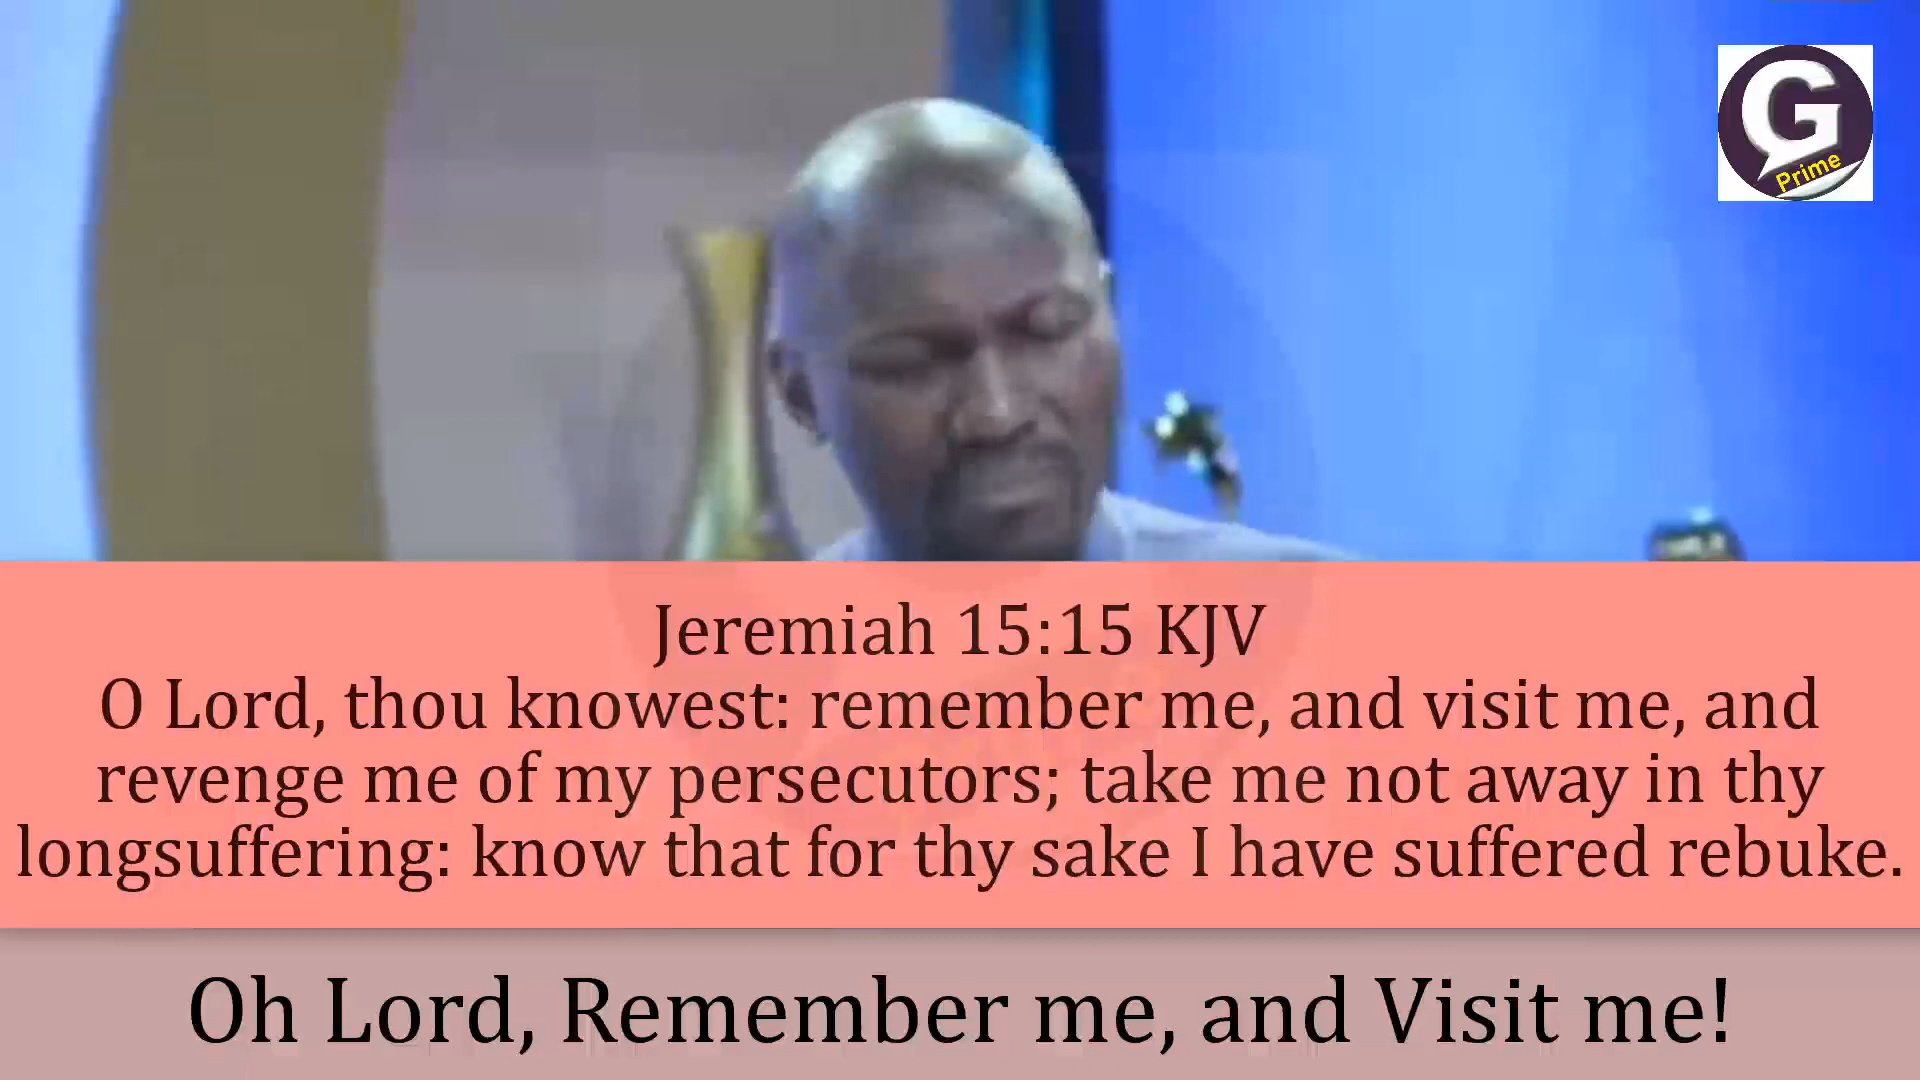 G
Prime
Jeremiah 15:15 KJV
O Lord, thou knowest: remember me, and visit me, and
revenge me of my persecutors; take me not away in thy
longsuffering: know that for thy sake I have suffered rebuke.
Oh Lord, Remember me, and Visit me!